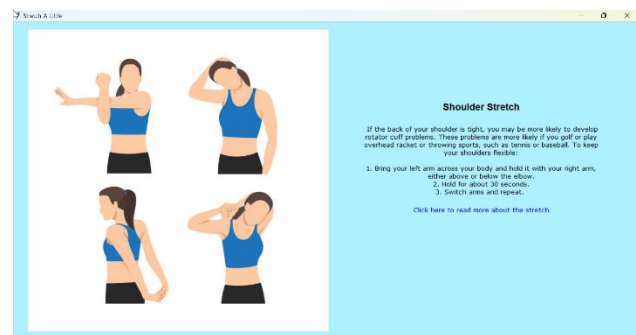 Stretch A Little
Shoulder Stretch
If the back of your shoulder is tight, you may be more likely to develop
rotator cuff problems. These problems are more likely if you golf or play
overhead racket or throwing sports, such as tennis or baseball. To keep
your shoulders flexible:
1. Bring your left arm across your body and hold it with your right arm,
either above or below the elbow.
2. Hold for about 30 seconds.
3. Switch arms and repeat.
Click here to read more about the stretch